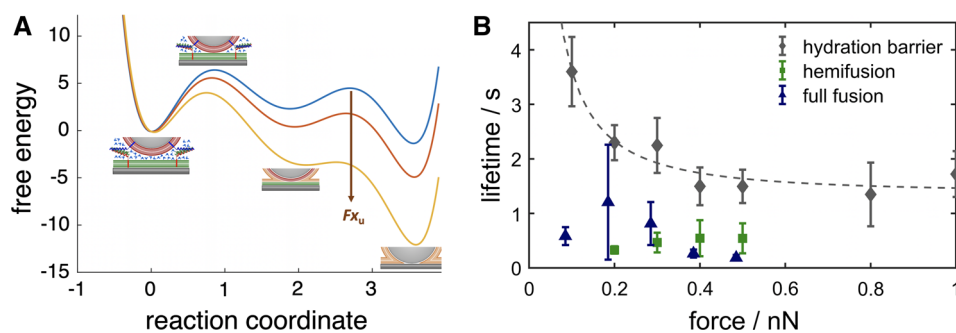 A
free energy
10
5
0
-5
-10
-15
-1
0
1
2
3
reaction coordinate
Fxu
B
lifetime / s
4
3
2
1
0
0
0.2
0.4
0.6
0.8
1
force / nN
hydration barrier
hemifusion
full fusion